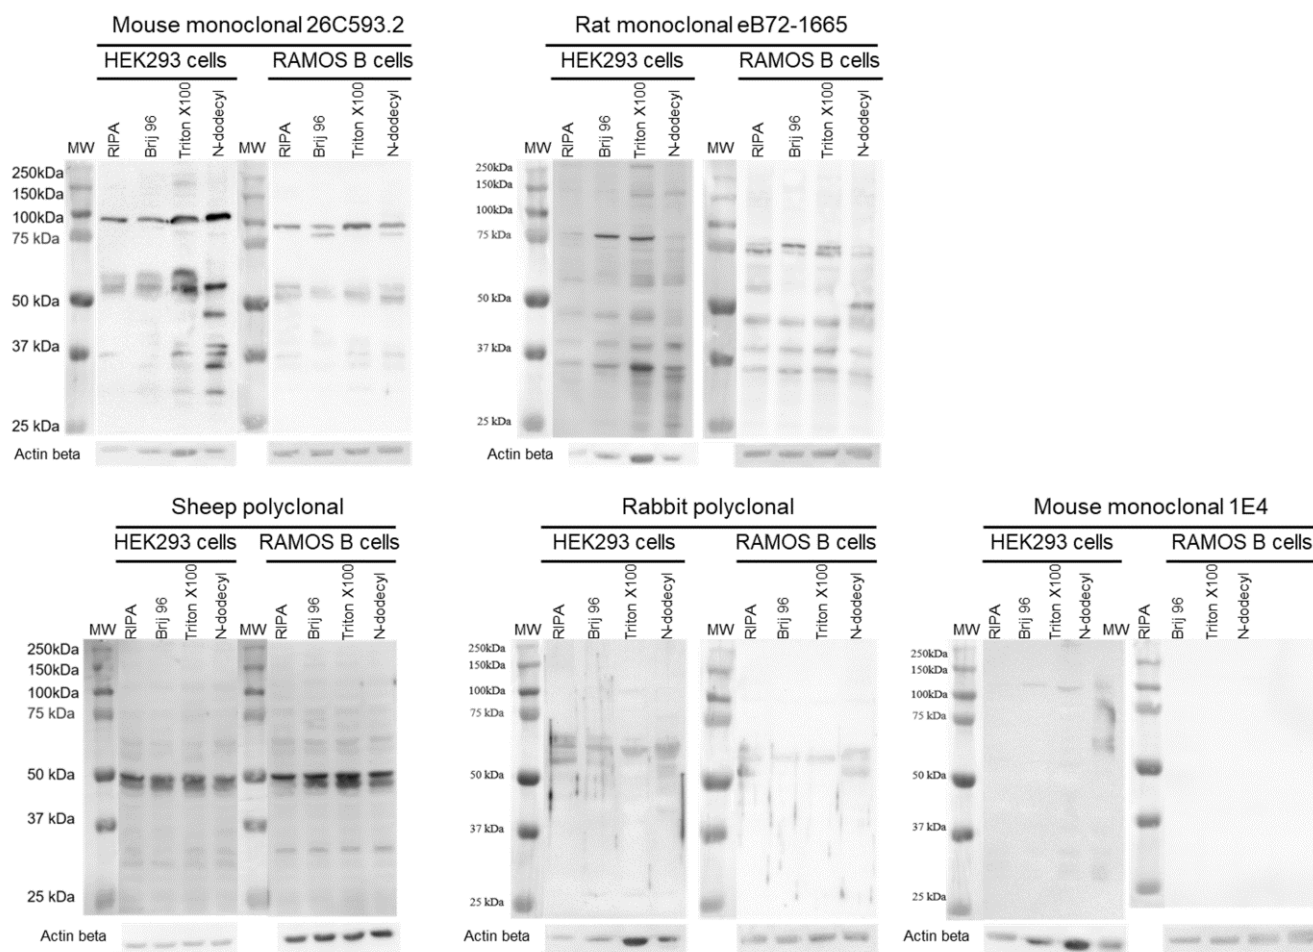 Mouse monoclonal 26C593.2
HEK293 cells
RAMOS B cells
MW
RIPA
Brij 96
Triton X100
N-dodecyl
MW
RIPA
Brij 96
Triton X100
N-dodecyl
250kDa
150kDa
100kDa
75 kDa
50 kDa
37 kDa
25 kDa
Actin beta
Rat monoclonal eB72-1665
HEK293 cells
RAMOS B cells
MW
RIPA
Brij 96
Triton X100
N-dodecyl
MW
RIPA
Brij 96
Triton X100
N-dodecyl
250kDa
150kDa
100kDa
75 kDa
50 kDa
37 kDa
25 kDa
Actin beta
Sheep polyclonal
HEK293 cells
RAMOS B cells
MW
RIPA
Brij 96
Triton X100
N-dodecyl
MW
RIPA
Brij 96
Triton X100
N-dodecyl
250kDa
150kDa
100kDa
75 kDa
50 kDa
37 kDa
25 kDa
Actin beta
Rabbit polyclonal
HEK293 cells
RAMOS B cells
MW
RIPA
Brij 96
Triton X100
N-dodecyl
MW
RIPA
Brij 96
Triton X100
N-dodecyl
250kDa
150kDa
100kDa
75 kDa
50 kDa
37 kDa
25 kDa
Actin beta
Mouse monoclonal 1E4
HEK293 cells
RAMOS B cells
MW
RIPA
Brij 96
Triton X100
N-dodecyl
MW
RIPA
Brij 96
Triton X100
N-dodecyl
250kDa
150kDa
100kDa
75 kDa
50 kDa
37 kDa
25 kDa
Actin beta